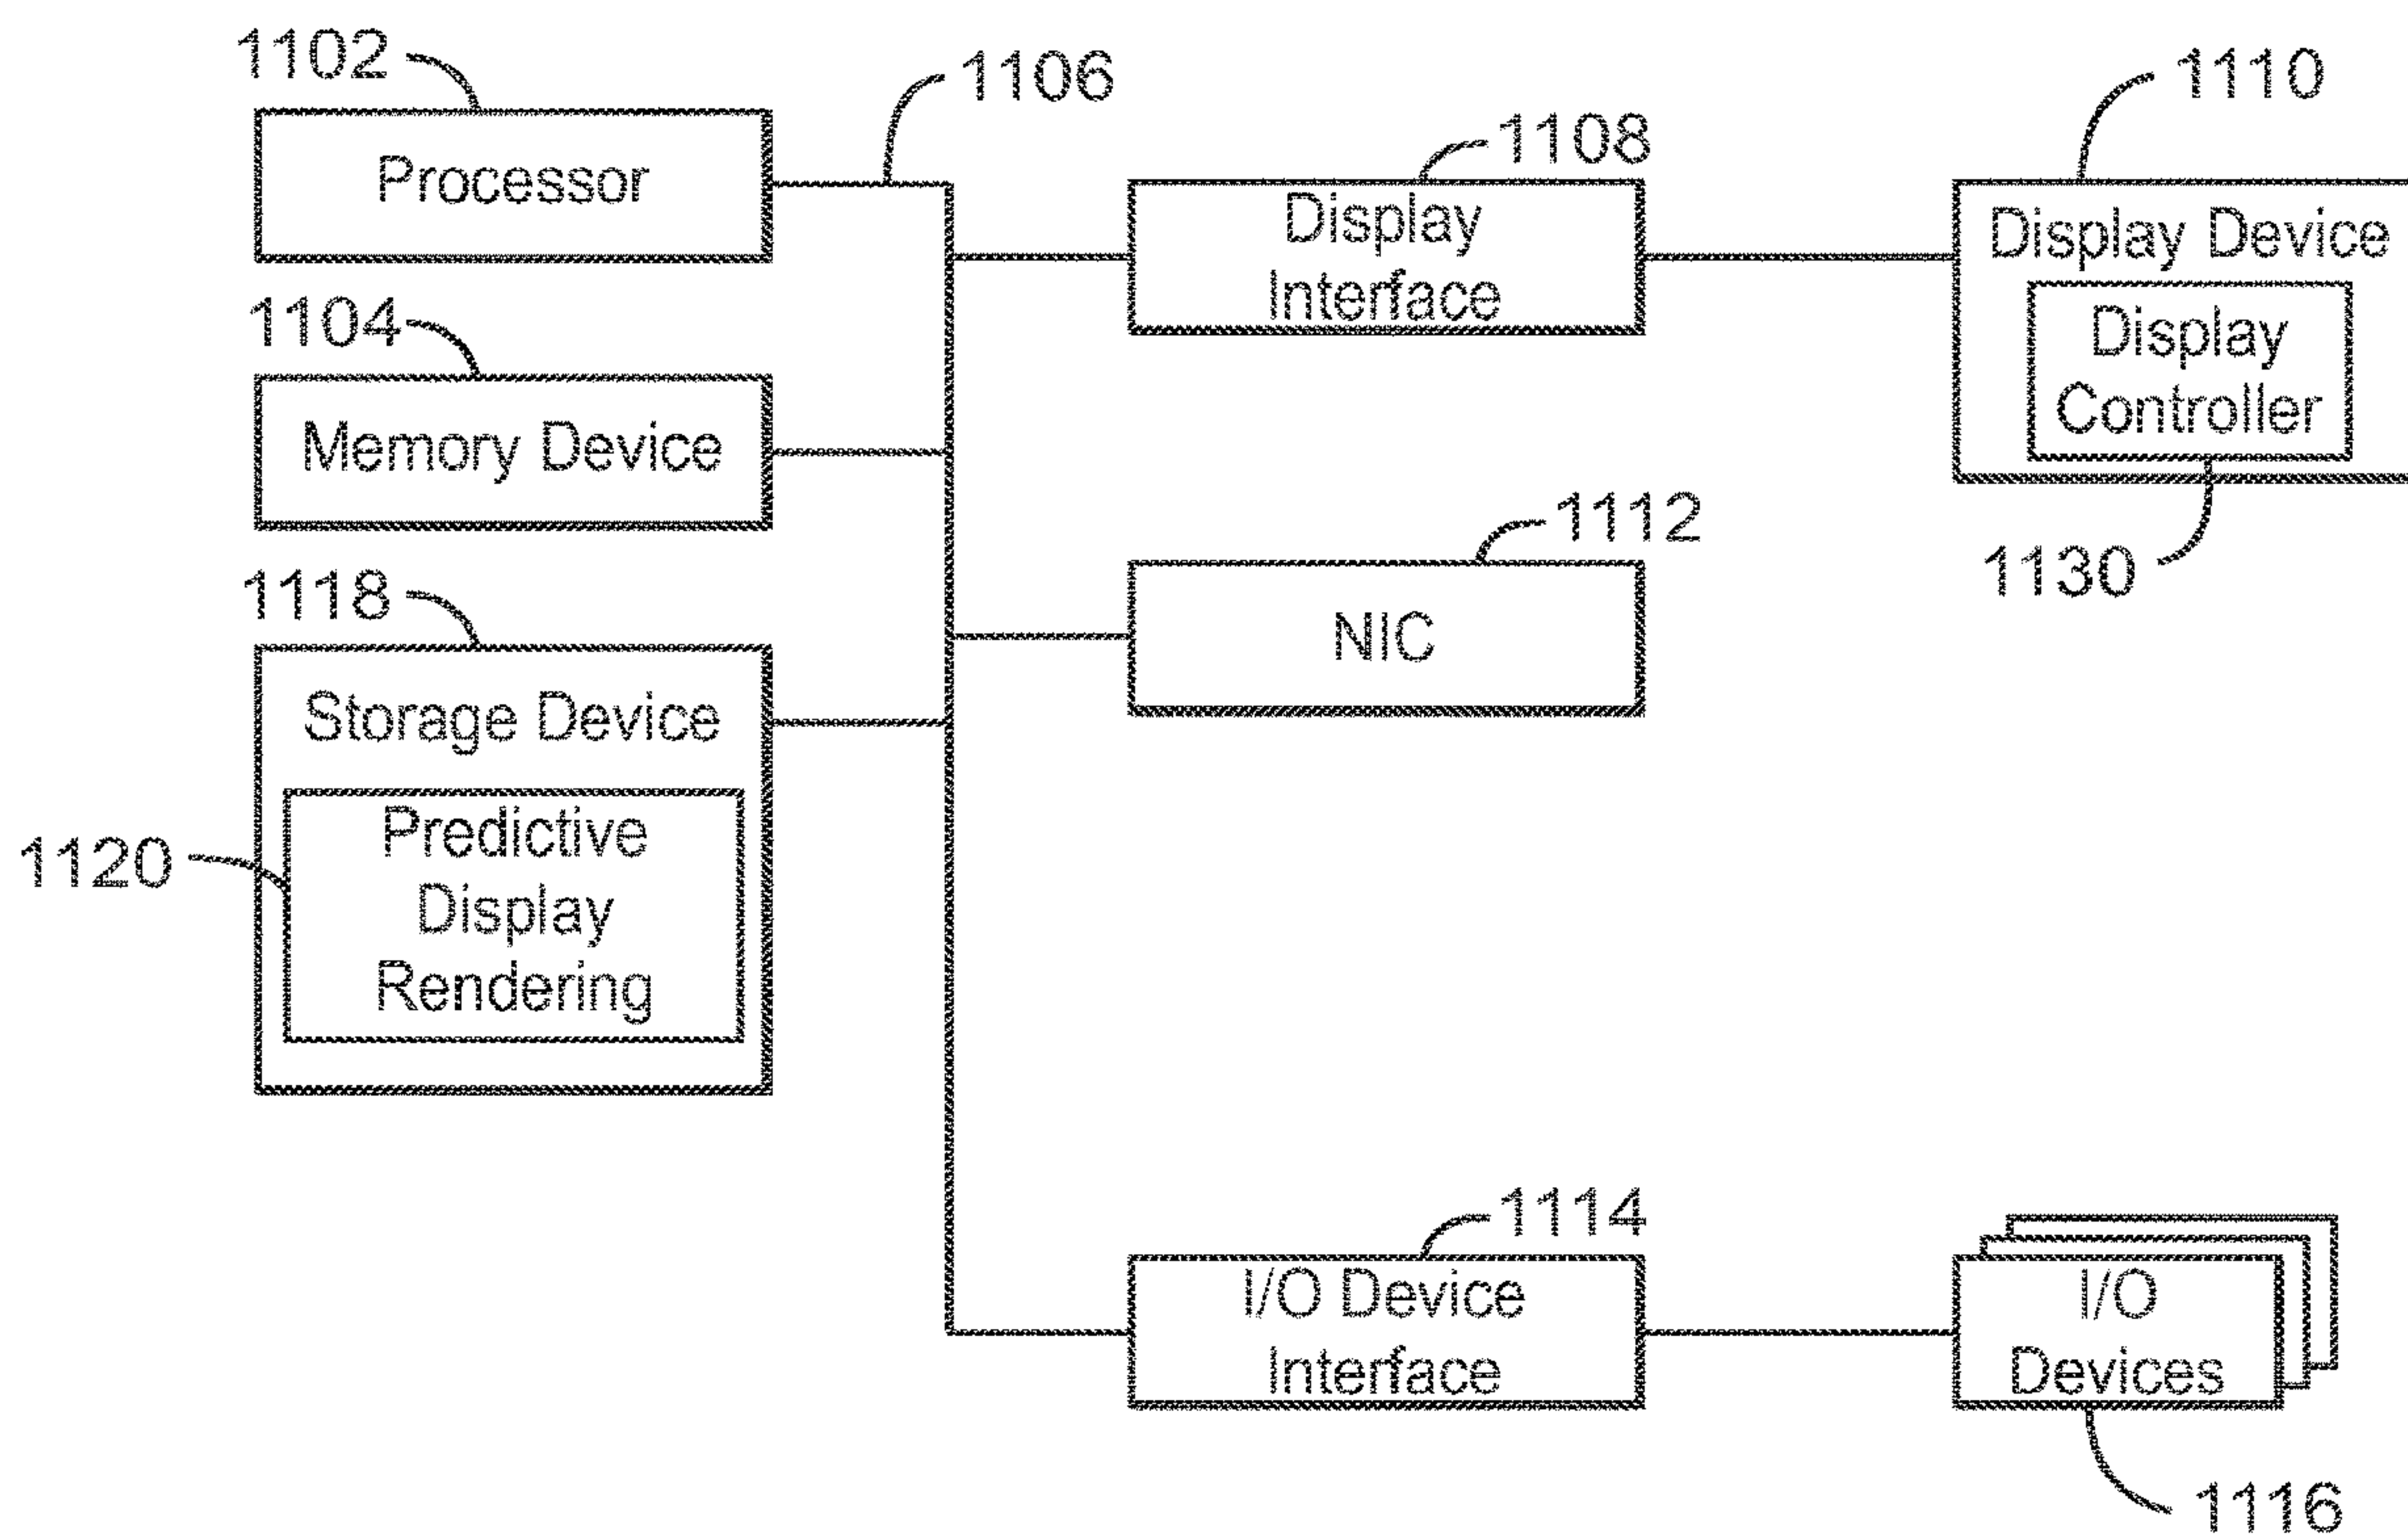 1102
Processor
1106
1108
Display
Interface
1110
Display Device
Display
Controller
1130
1104
Memory Device
1112
NIC
1118
Storage Device
1120
Predictive
Display
Rendering
1114
I/O Device
Interface
I/O
Devices
1116